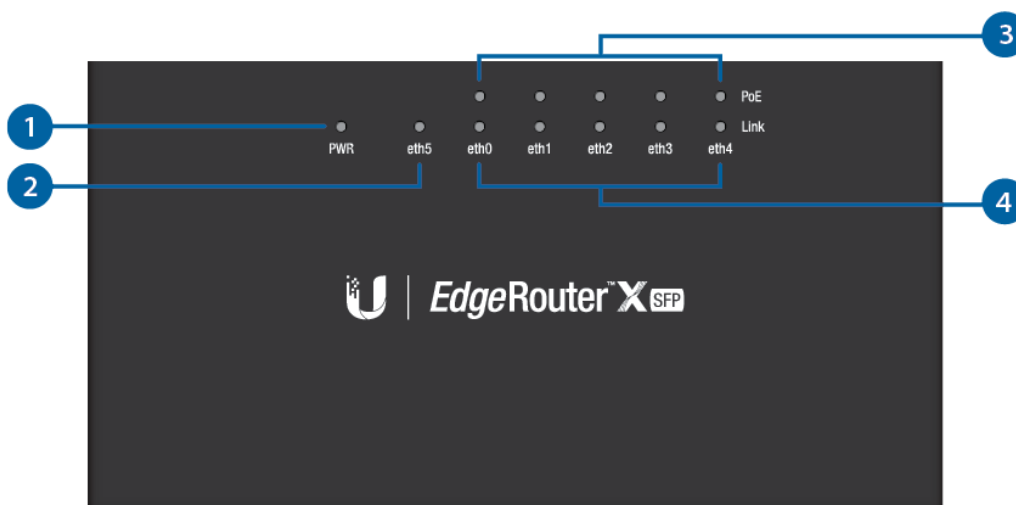 3
PoE
1
Link
PWR eth5 eth0 eth1 eth2 eth3 eth4
2
4
U EdgeRouter™ X SFP